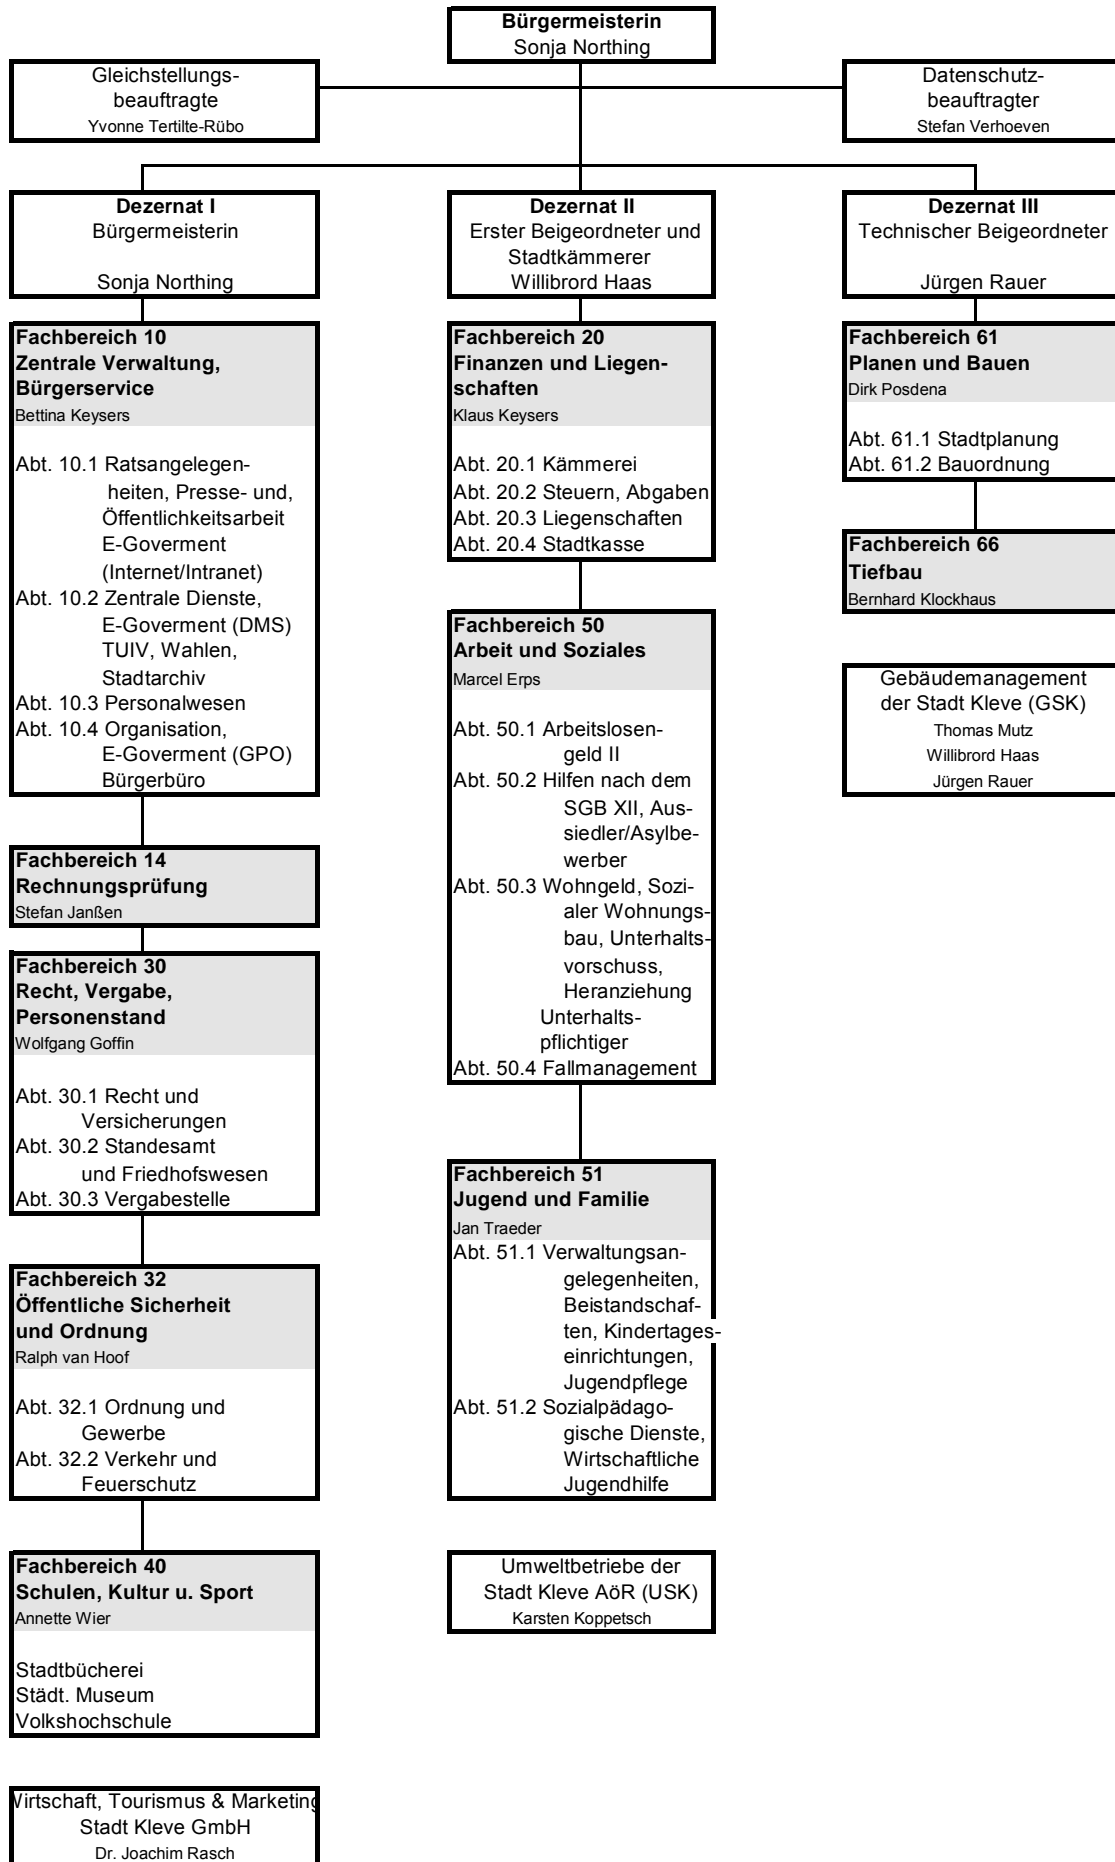 Bürgermeisterin
Sonja Northing
Gleichstellungs-
beauftragte
Yvonne Tertilte-Rübo
Datenschutz-
beauftragter
Stefan Verhoeven
Dezernat I
Bürgermeisterin
Sonja Northing
Dezernat II
Erster Beigeordneter und
Stadtkämmerer
Willibrord Haas
Dezernat III
Technischer Beigeordneter
Jürgen Rauer
Fachbereich 10
Zentrale Verwaltung,
Bürgerservice
Bettina Keysers
Abt. 10.1 Ratsangelegen-
heiten, Presse- und,
Öffentlichkeitsarbeit
E-Goverment
(Internet/Intranet)
Abt. 10.2 Zentrale Dienste,
E-Goverment (DMS)
TUIV, Wahlen,
Stadtarchiv
Abt. 10.3 Personalwesen
Abt. 10.4 Organisation,
E-Goverment (GPO)
Bürgerbüro
Fachbereich 14
Rechnungsprüfung
Stefan Janßen
Fachbereich 30
Recht, Vergabe,
Personenstand
Wolfgang Goffin
Abt. 30.1 Recht und
Versicherungen
Abt. 30.2 Standesamt
und Friedhofswesen
Abt. 30.3 Vergabestelle
Fachbereich 32
Öffentliche Sicherheit
und Ordnung
Ralph van Hoof
Abt. 32.1 Ordnung und
Gewerbe
Abt. 32.2 Verkehr und
Feuerschutz
Fachbereich 40
Schulen, Kultur u. Sport
Annette Wier
Stadtbücherei
Städt. Museum
Volkshochschule
Wirtschaft, Tourismus & Marketing
Stadt Kleve GmbH
Dr. Joachim Rasch
Fachbereich 20
Finanzen und Liegen-
schaften
Klaus Keysers
Abt. 20.1 Kämmerei
Abt. 20.2 Steuern, Abgaben
Abt. 20.3 Liegenschaften
Abt. 20.4 Stadtkasse
Fachbereich 50
Arbeit und Soziales
Marcel Erps
Abt. 50.1 Arbeitslosen-
geld II
Abt. 50.2 Hilfen nach dem
SGB XII, Aus-
siedler/Asylbe-
werber
Abt. 50.3 Wohngeld, Sozi-
aler Wohnungs-
bau, Unterhalts-
vorschuss,
Heranziehung
Unterhalts-
pflichtiger
Abt. 50.4 Fallmanagement
Fachbereich 51
Jugend und Familie
Jan Traeder
Abt. 51.1 Verwaltungsan-
gelegenheiten,
Beistandschaf-
ten, Kindertages-
einrichtungen,
Jugendpflege
Abt. 51.2 Sozialpädago-
gische Dienste,
Wirtschaftliche
Jugendhilfe
Umweltbetriebe der
Stadt Kleve AöR (USK)
Karsten Koppetsch
Fachbereich 61
Planen und Bauen
Dirk Posdena
Abt. 61.1 Stadtplanung
Abt. 61.2 Bauordnung
Fachbereich 66
Tiefbau
Bernhard Klockhaus
Gebäudemanagement
der Stadt Kleve (GSK)
Thomas Mutz
Willibrord Haas
Jürgen Rauer